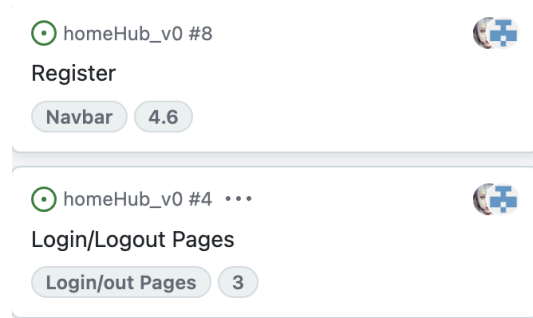 homeHub_v0 #8
Register
Navbar 4.6
homeHub_v0 #4 •••
Login/Logout Pages
Login/out Pages 3